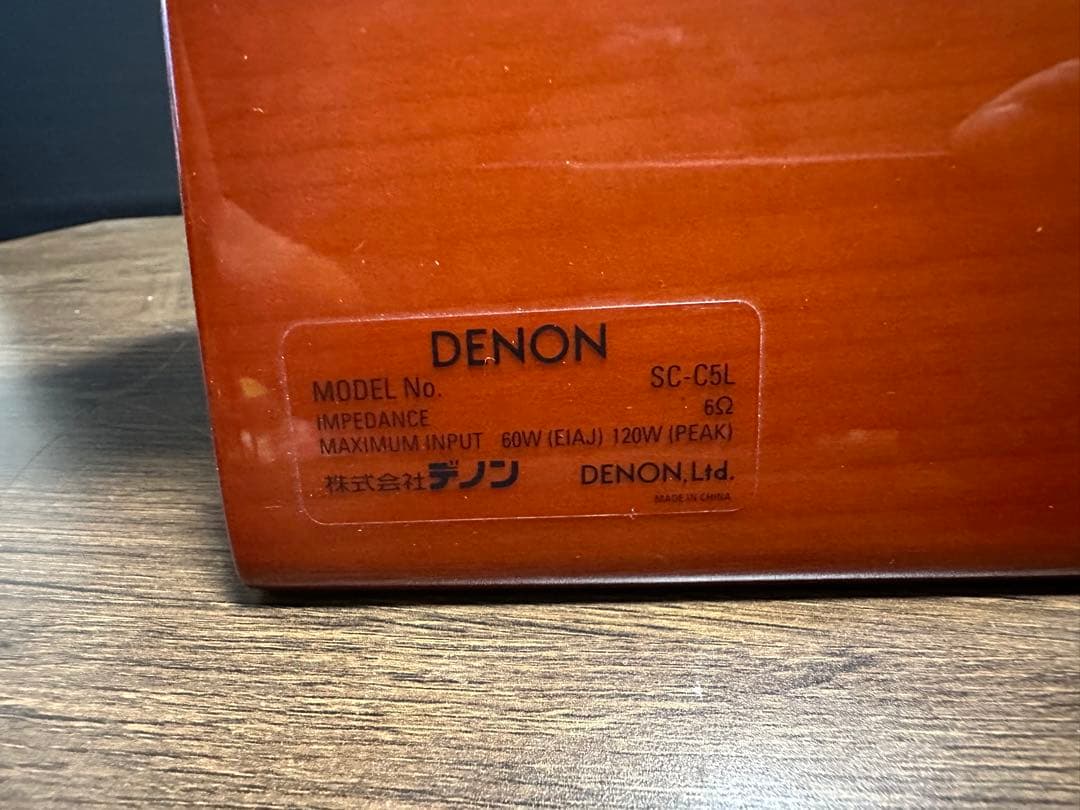 DENON
MODEL No. SC-C5L
IMPEDANCE 6Ω
MAXIMUM INPUT 60W (EIAJ) 120W (PEAK)
株式会社デノン DENON, Ltd.
MADE IN CHINA